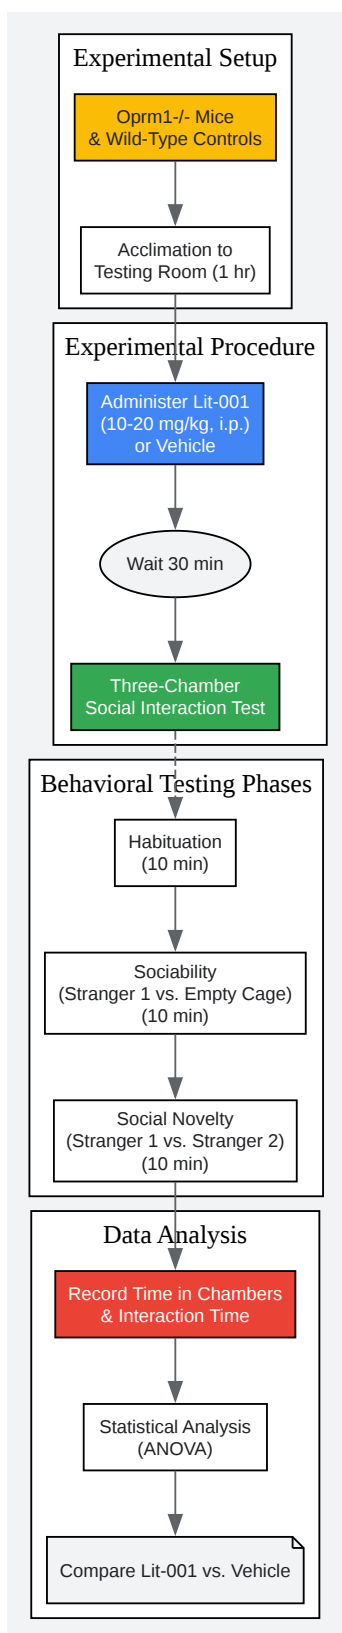 Experimental Setup
Oprm1-/- Mice
& Wild-Type Controls
Acclimation to
Testing Room (1 hr)
Experimental Procedure
Administer Lit-001
(10-20 mg/kg, i.p.)
or Vehicle
Wait 30 min
Three-Chamber
Social Interaction Test
Behavioral Testing Phases
Habituation
(10 min)
Sociability
(Stranger 1 vs. Empty Cage)
(10 min)
Social Novelty
(Stranger 1 vs. Stranger 2)
(10 min)
Data Analysis
Record Time in Chambers
& Interaction Time
Statistical Analysis
(ANOVA)
Compare Lit-001 vs. Vehicle